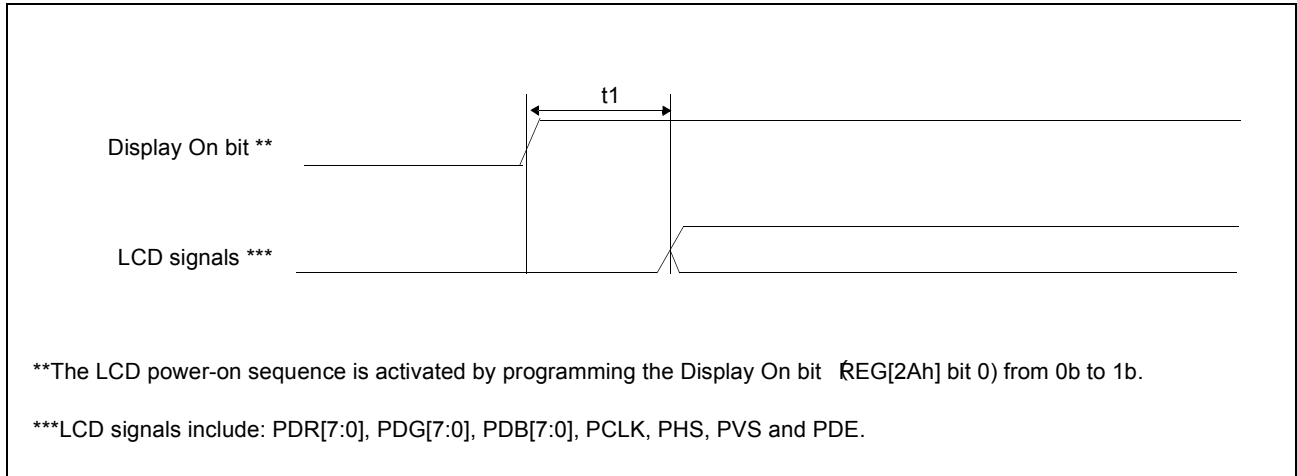 t1
Display On bit **
LCD signals ***
**The LCD power-on sequence is activated by programming the Display On bit (REG[2Ah] bit 0) from 0b to 1b.
***LCD signals include: PDR[7:0], PDG[7:0], PDB[7:0], PCLK, PHS, PVS and PDE.